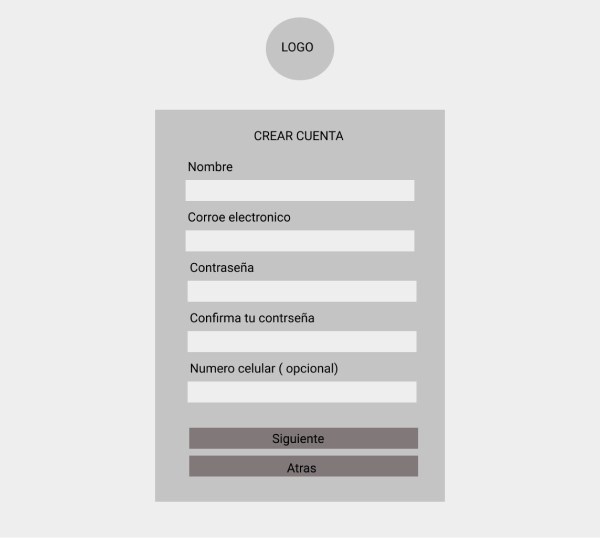 LOGO
CREAR CUENTA
Nombre
Corroe electronico
Contraseña
Confirma tu contrseña
Numero celular ( opcional)
Siguiente
Atras